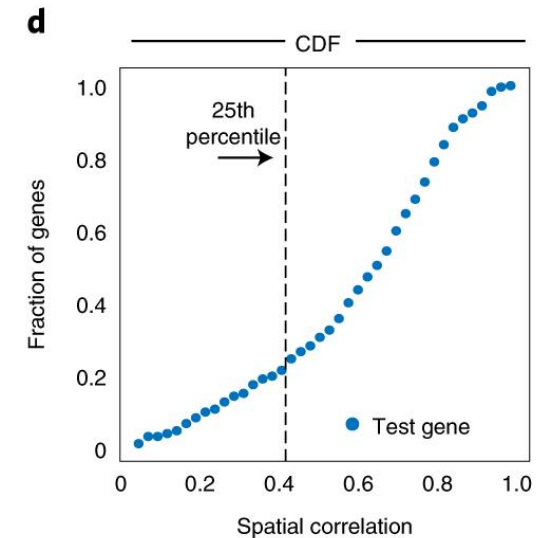 d
CDF
1.0
25th
percentile
0.8
0.6
0.4
0.2
0
Fraction of genes
Test gene
0 0.2 0.4 0.6 0.8 1.0
Spatial correlation